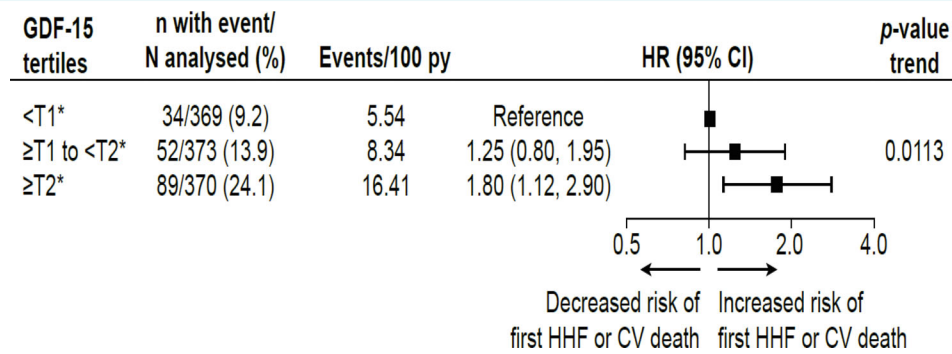 GDF-15 tertiles n with event/ N analysed (%) Events/100 py HR (95% CI) p-value trend
<T1* 34/369 (9.2) 5.54 Reference
≥T1 to <T2* 52/373 (13.9) 8.34 1.25 (0.80, 1.95) 0.0113
≥T2* 89/370 (24.1) 16.41 1.80 (1.12, 2.90)
0.5 1.0 2.0 4.0
Decreased risk of first HHF or CV death
Increased risk of first HHF or CV death